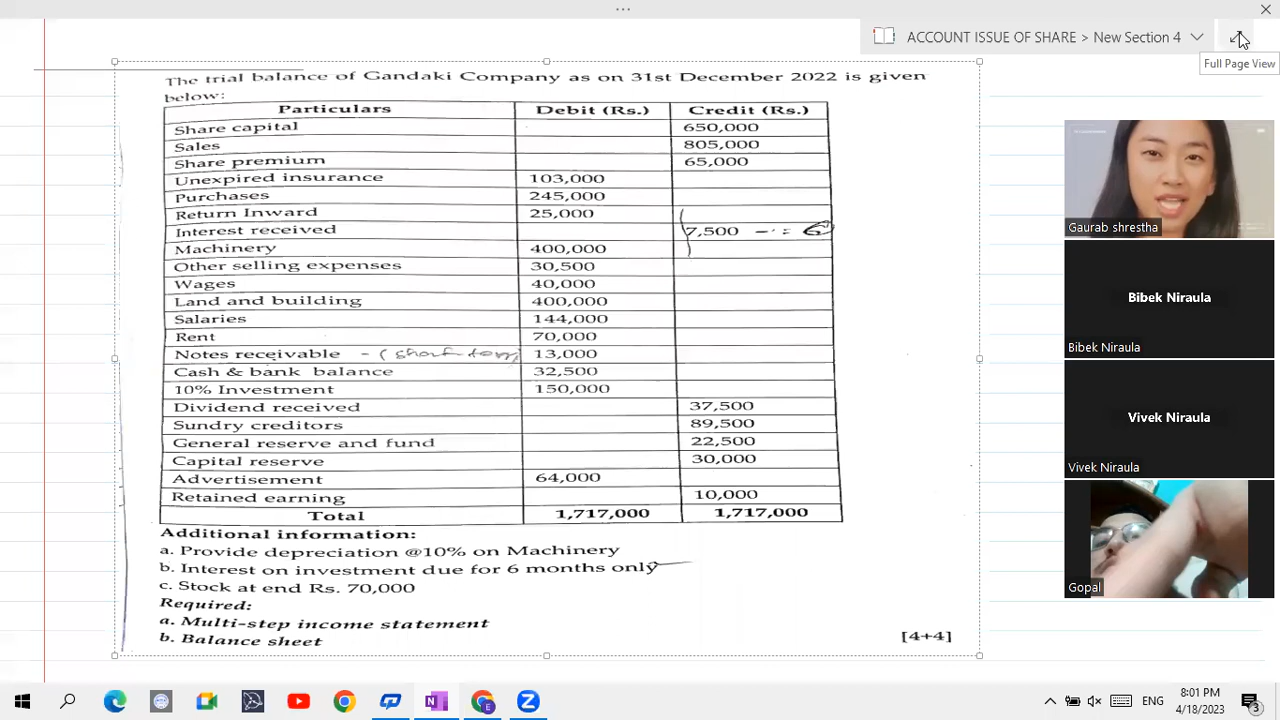 ACCOUNT ISSUE OF SHARE > New Section 4
Full Page View
The trial balance of Gandaki Company as on 31st December 2022 is given
below:
Particulars Debit (Rs.) Credit (Rs.)
Share capital 650,000
Sales 805,000
Share premium 65,000
Unexpired insurance 103,000
Purchases 245,000
Return Inward 25,000
Interest received 7,500
Machinery 400,000
Other selling expenses 30,500
Wages 40,000
Land and building 400,000
Salaries 144,000
Rent 70,000
Notes receivable - (short term) 13,000
Cash & bank balance 32,500
10% Investment 150,000
Dividend received 37,500
Sundry creditors 89,500
General reserve and fund 22,500
Capital reserve 30,000
Advertisement 64,000
Retained earning 10,000
Total 1,717,000 1,717,000
Additional information:
a. Provide depreciation @10% on Machinery
b. Interest on investment due for 6 months only
c. Stock at end Rs. 70,000
Required:
a. Multi-step income statement
b. Balance sheet [4+4]
Gaurab shrestha
Bibek Niraula
Bibek Niraula
Vivek Niraula
Vivek Niraula
Gopal
ENG
8:01 PM
4/18/2023
3